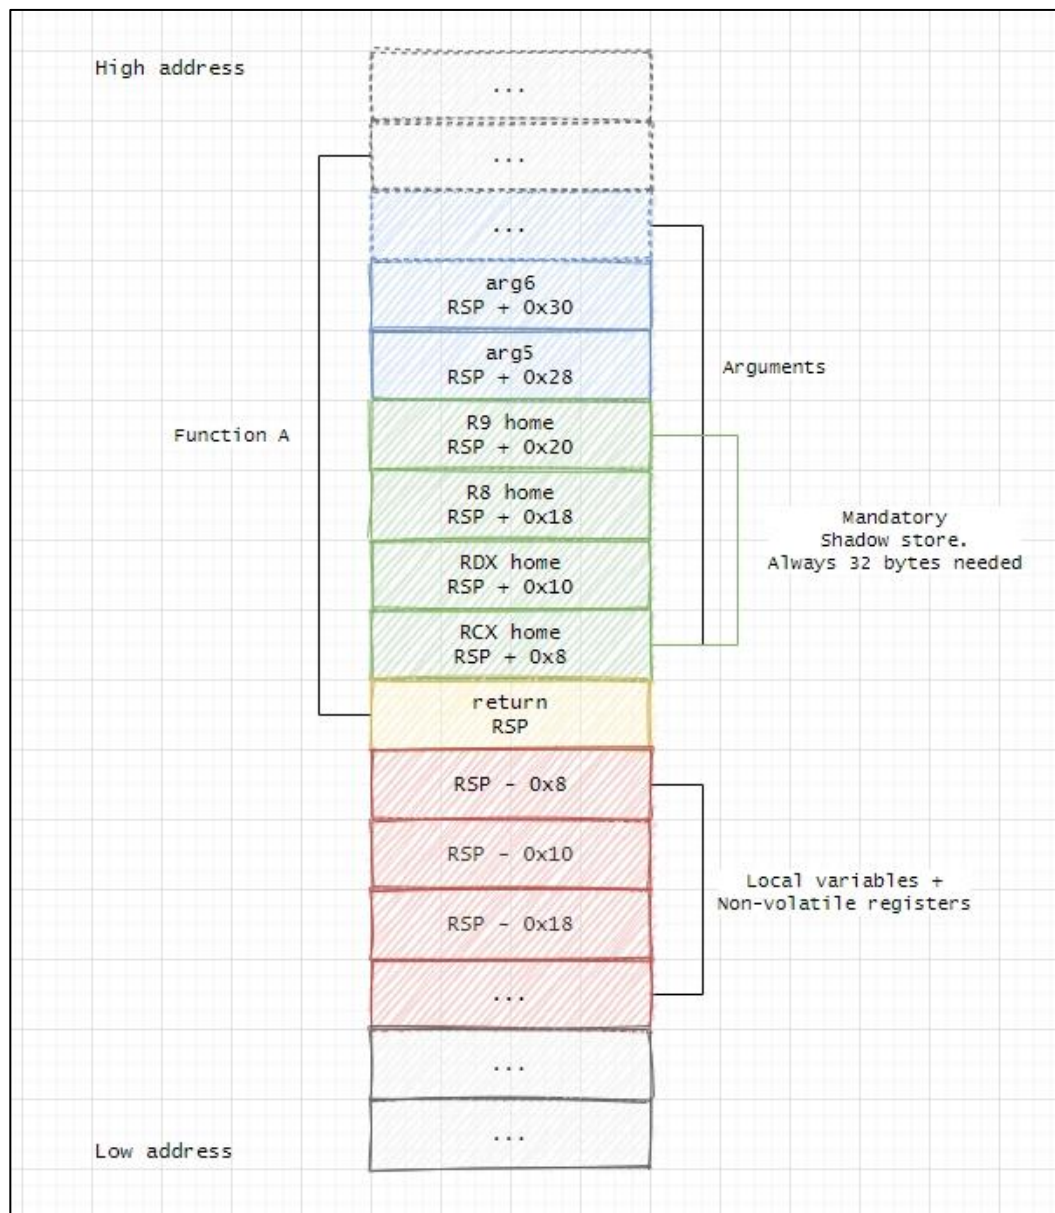 High address
...
...
...
arg6
RSP + 0x30
arg5
RSP + 0x28
Arguments
R9 home
RSP + 0x20
Function A
R8 home
RSP + 0x18
Mandatory
Shadow store.
Always 32 bytes needed
RDX home
RSP + 0x10
RCX home
RSP + 0x8
return
RSP
RSP - 0x8
RSP - 0x10
Local variables +
Non-volatile registers
RSP - 0x18
...
...
...
Low address